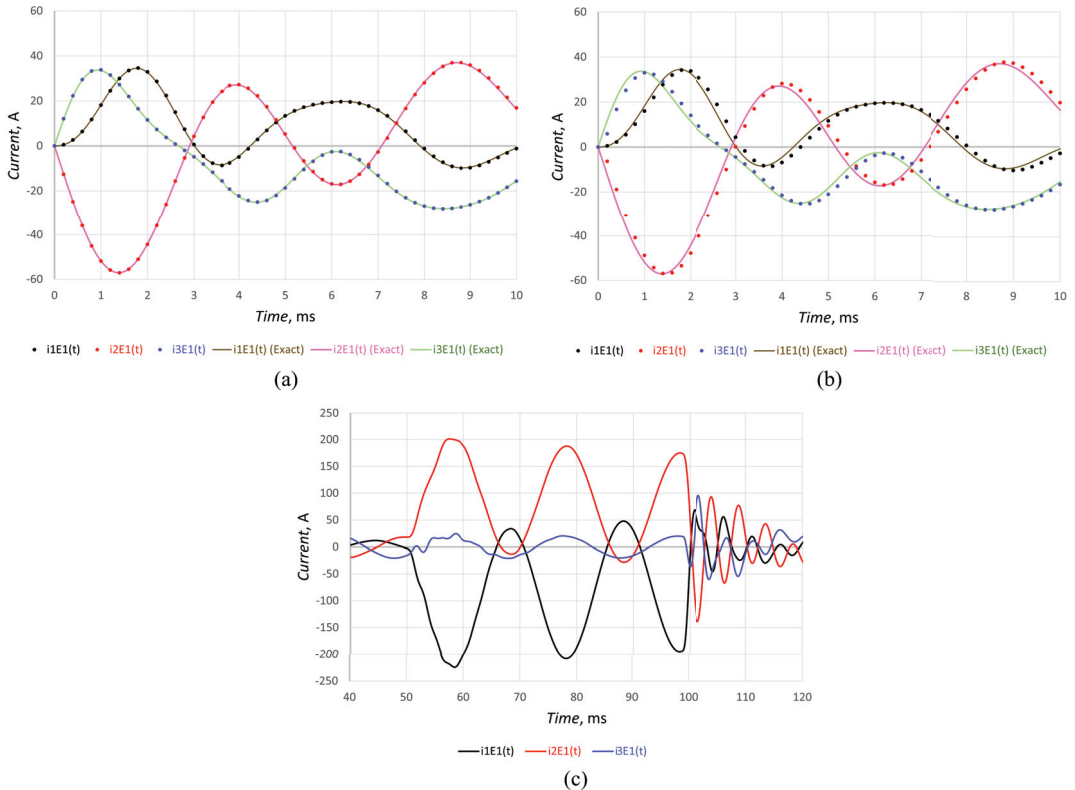 60
40
20
0
-20
-40
-60
Current, A
0 1 2 3 4 5 6 7 8 9 10
Time, ms
i1E1(t) i2E1(t) i3E1(t) i1E1(t) (Exact) i2E1(t) (Exact) i3E1(t) (Exact)
(a)
60
40
20
0
-20
-40
-60
Current, A
0 1 2 3 4 5 6 7 8 9 10
Time, ms
i1E1(t) i2E1(t) i3E1(t) i1E1(t) (Exact) i2E1(t) (Exact) i3E1(t) (Exact)
(b)
250
200
150
100
50
0
-50
-100
-150
-200
-250
Current, A
40 50 60 70 80 90 100 110 120
Time, ms
i1E1(t) i2E1(t) i3E1(t)
(c)